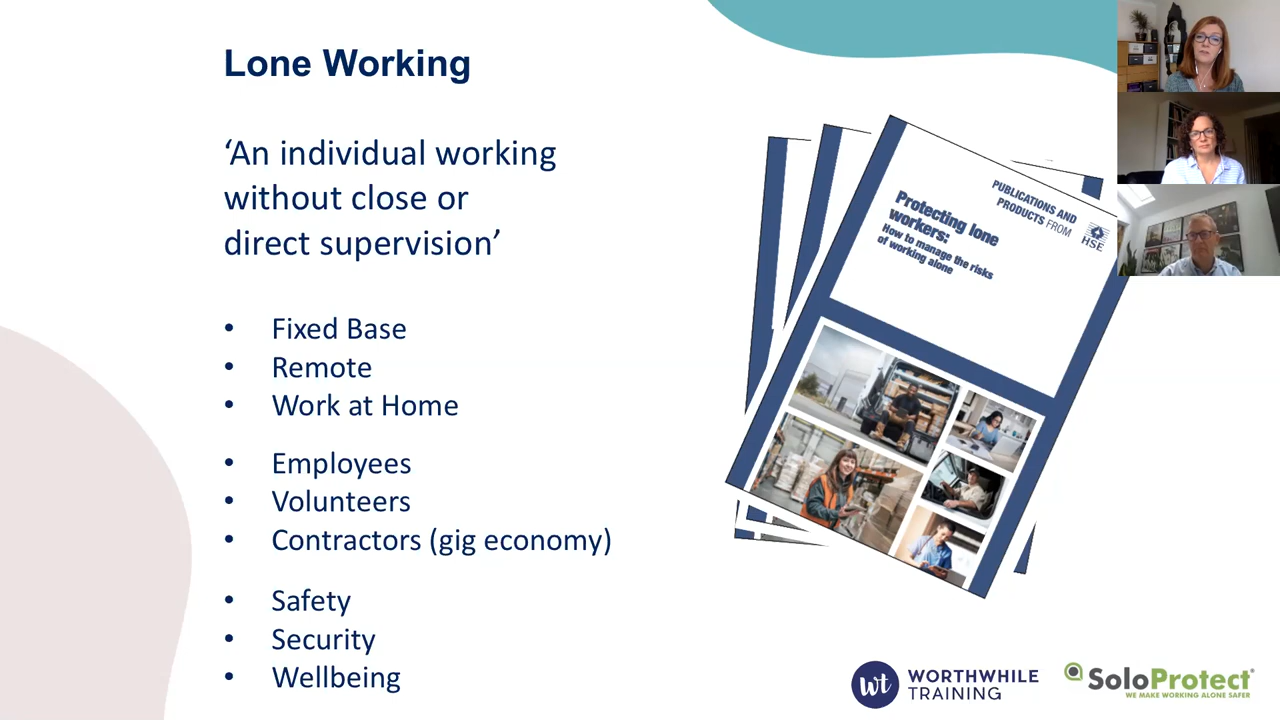 Lone Working
‘An individual working
without close or
direct supervision’
• Fixed Base
• Remote
• Work at Home
• Employees
• Volunteers
• Contractors (gig economy)
• Safety
• Security
• Wellbeing
PUBLICATIONS AND
PRODUCTS FROM
HSE
Protecting lone
workers:
How to manage the risks
of working alone
wt
WORTHWHILE
TRAINING
SoloProtect®
WE MAKE WORKING ALONE SAFER